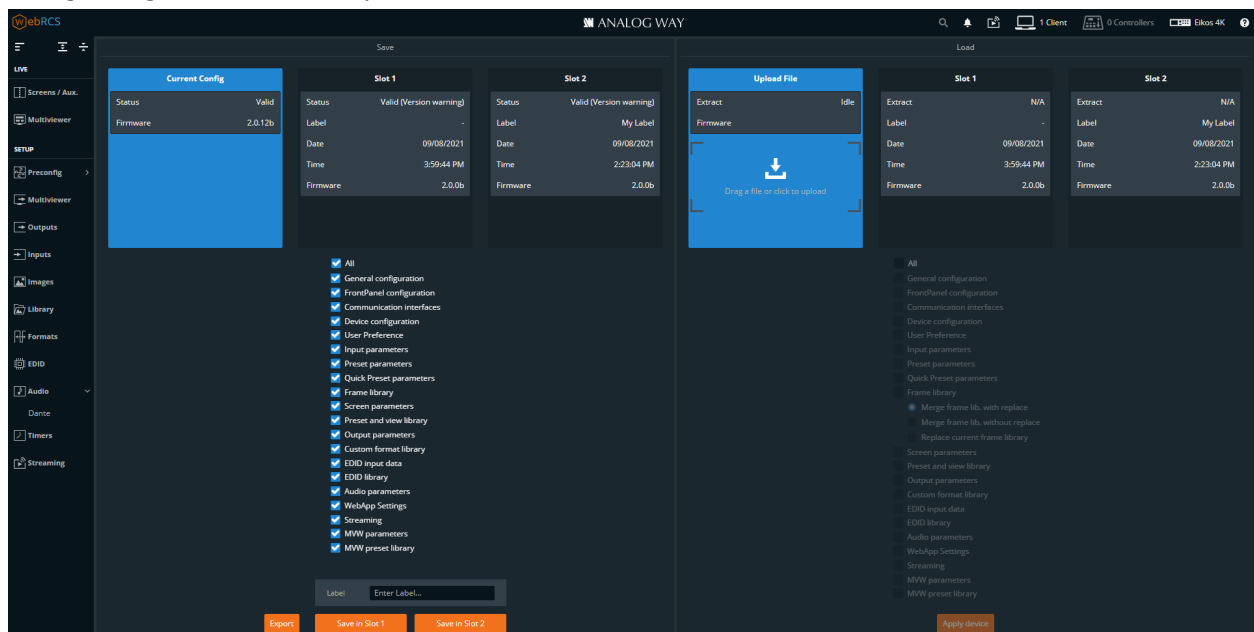 WebRCS
ANALOG WAY
1 Client
0 Controllers
Eikos 4K
LIVE
Screens / Aux.
Multiviewer
SETUP
Preconfig
Multiviewer
Outputs
Inputs
Images
Library
Formats
EDID
Audio
Dante
Timers
Streaming
Save
Current Config
Status Valid
Firmware 2.0.12b
Slot 1
Status Valid (Version warning)
Label -
Date 09/08/2021
Time 3:59:44 PM
Firmware 2.0.0b
Slot 2
Status Valid (Version warning)
Label My Label
Date 09/08/2021
Time 2:23:04 PM
Firmware 2.0.0b
All
General configuration
FrontPanel configuration
Communication interfaces
Device configuration
User Preference
Input parameters
Preset parameters
Quick Preset parameters
Frame library
Screen parameters
Preset and view library
Output parameters
Custom format library
EDID input data
EDID library
Audio parameters
WebApp Settings
Streaming
MVW parameters
MVW preset library
Label Enter Label...
Export Save in Slot 1 Save in Slot 2
Load
Upload File
Extract Idle
Firmware
Drag a file or click to upload
Slot 1
Extract N/A
Label -
Date 09/08/2021
Time 3:59:44 PM
Firmware 2.0.0b
Slot 2
Extract N/A
Label My Label
Date 09/08/2021
Time 2:23:04 PM
Firmware 2.0.0b
All
General configuration
FrontPanel configuration
Communication interfaces
Device configuration
User Preference
Input parameters
Preset parameters
Quick Preset parameters
Frame library
Merge frame lib. with replace
Merge frame lib. without replace
Replace current frame library
Screen parameters
Preset and view library
Output parameters
Custom format library
EDID input data
EDID library
Audio parameters
WebApp Settings
Streaming
MVW parameters
MVW preset library
Apply device